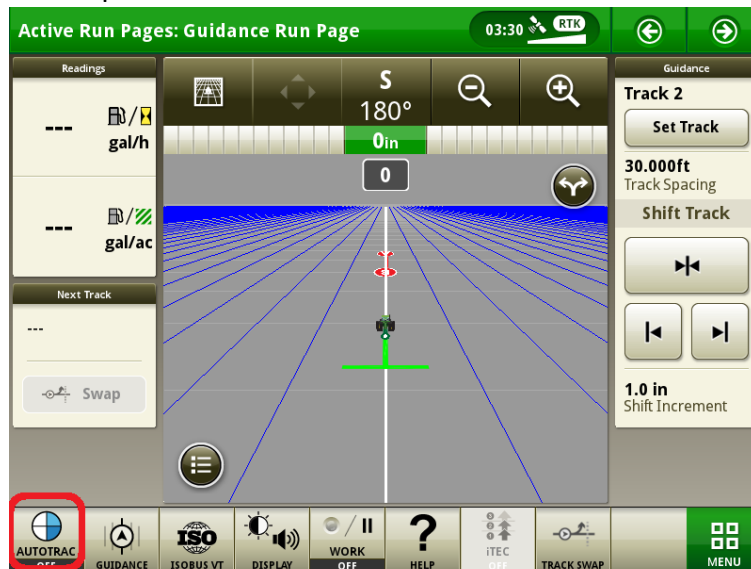 Active Run Pages: Guidance Run Page
03:30
RTK
Readings
---
gal/h
---
gal/ac
Next Track
---
Swap
S
180°
0in
0
Guidance
Track 2
Set Track
30.000ft
Track Spacing
Shift Track
1.0 in
Shift Increment
AUTOTRAC
OFF
GUIDANCE
ISO
ISOBUS VT
DISPLAY
WORK
OFF
?
HELP
iTEC
OFF
TRACK SWAP
MENU